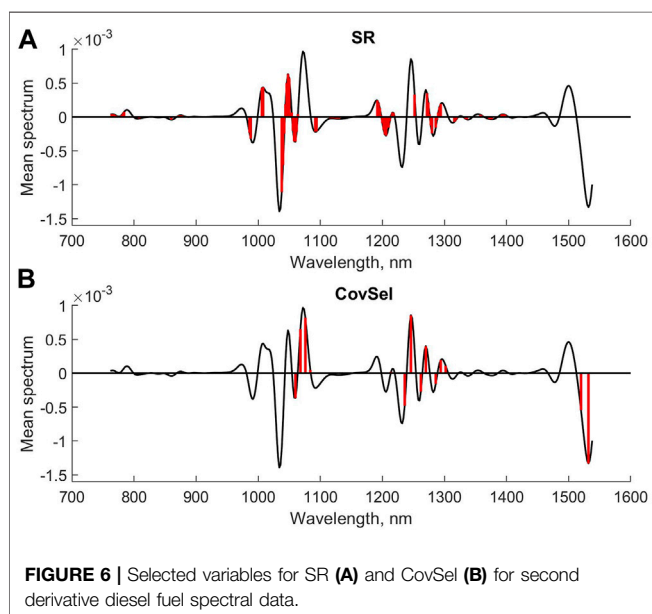 A
×10⁻³
SR
1
0.5
0
-0.5
-1
-1.5
Mean spectrum
700 800 900 1000 1100 1200 1300 1400 1500 1600
Wavelength, nm
B
×10⁻³
CovSel
1
0.5
0
-0.5
-1
-1.5
Mean spectrum
700 800 900 1000 1100 1200 1300 1400 1500 1600
Wavelength, nm
FIGURE 6 | Selected variables for SR (A) and CovSel (B) for second
derivative diesel fuel spectral data.